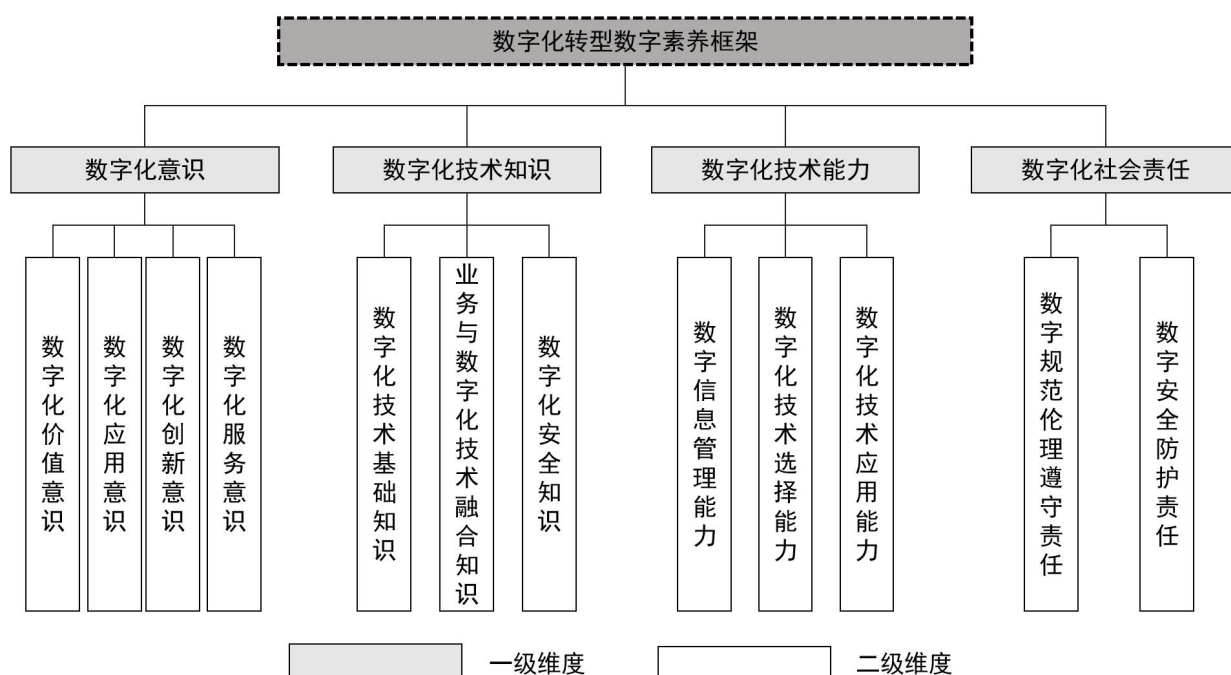 数字化转型数字素养框架
数字化意识
数字化技术知识
数字化技术能力
数字化社会责任
数字化价值意识
数字化应用意识
数字化创新意识
数字化服务意识
数字化技术基础知识
业务与数字化技术融合知识
数字化安全知识
数字信息管理能力
数字化技术选择能力
数字化技术应用能力
数字规范伦理遵守责任
数字安全防护责任
一级维度
二级维度